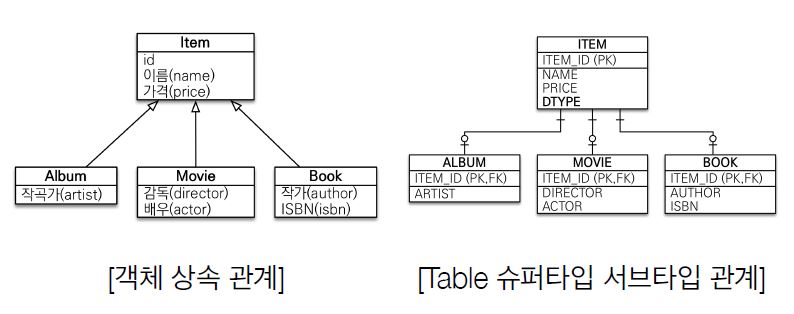 Item
id
이름(name)
가격(price)
Album
작곡가(artist)
Movie
감독(director)
배우(actor)
Book
작가(author)
ISBN(isbn)
[객체 상속 관계]
ITEM
ITEM_ID (PK)
NAME
PRICE
DTYPE
ALBUM
ITEM_ID (PK,FK)
ARTIST
MOVIE
ITEM_ID (PK,FK)
DIRECTOR
ACTOR
BOOK
ITEM_ID (PK,FK)
AUTHOR
ISBN
[Table 슈퍼타입 서브타입 관계]